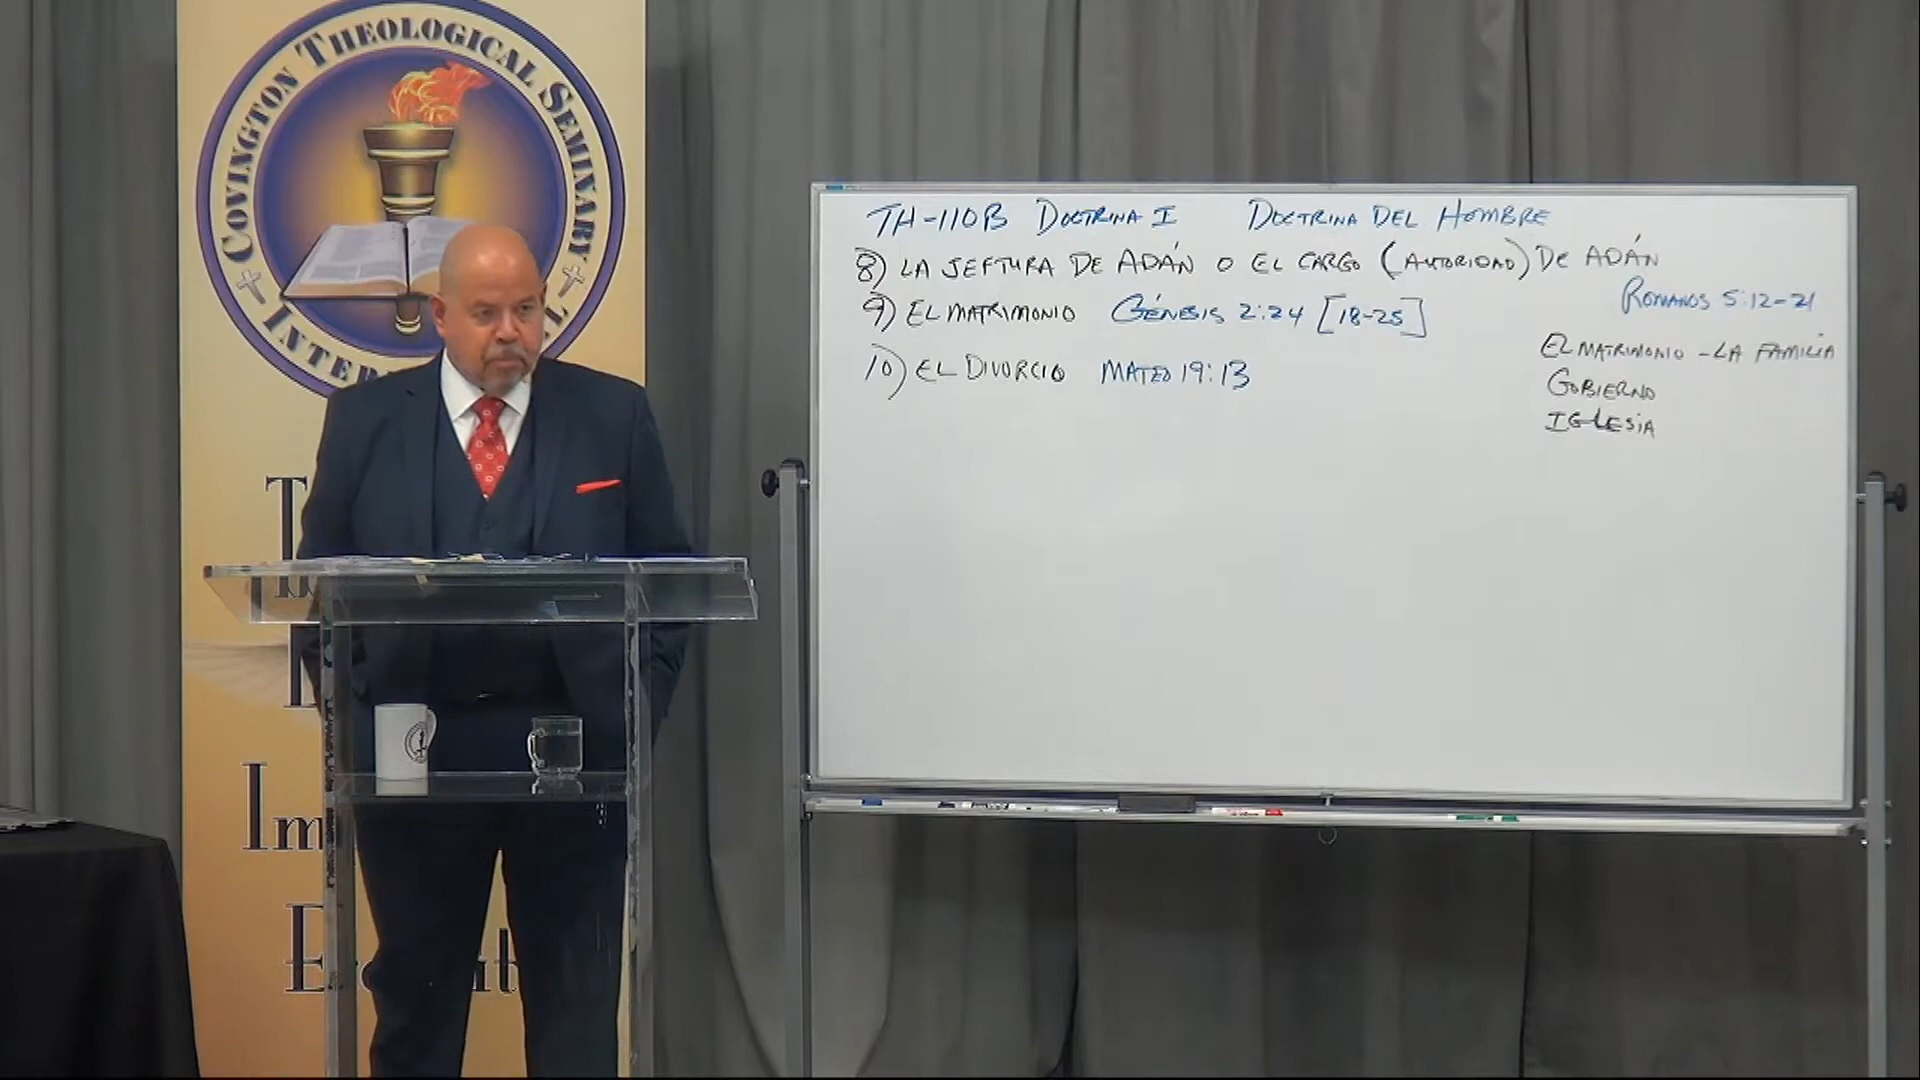 COVINGTON THEOLOGICAL SEMINARY
INTER
TH-110B DOCTRINA I DOCTRINA DEL HOMBRE
8) LA JEFTURA DE ADÁN O EL CARGO (AUTORIDAD) DE ADÁN
ROMANOS 5:12-21
9) EL MATRIMONIO GÉNESIS 2:24 [18-25]
EL MATRIMONIO - LA FAMILIA
10) EL DIVORCIO MATEO 19:13
GOBIERNO
IGLESIA